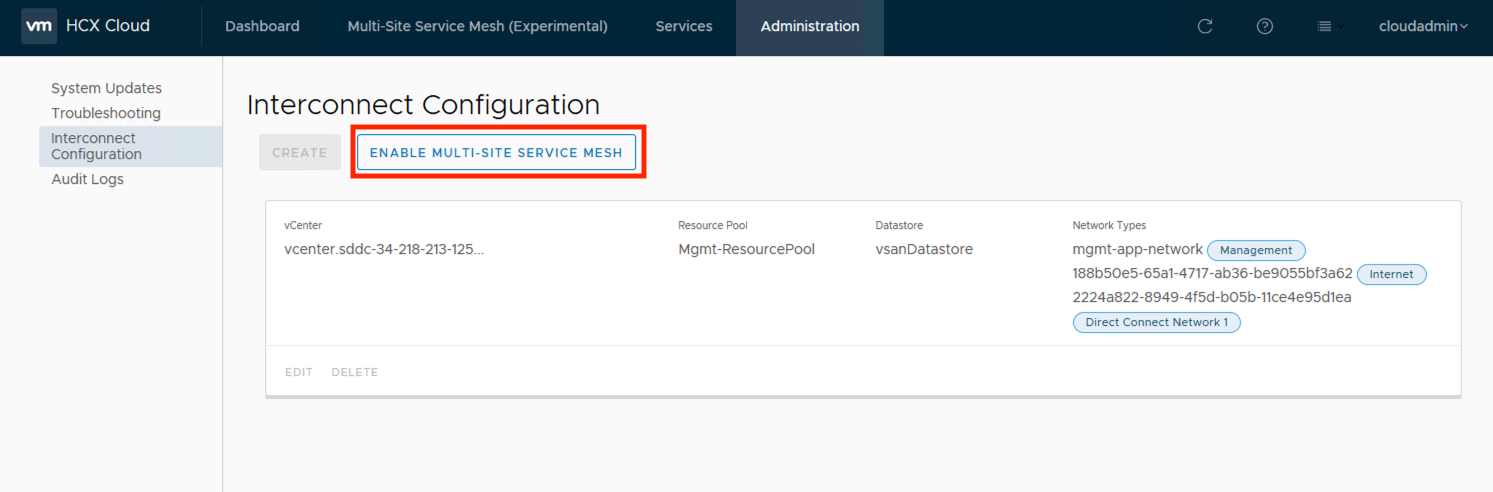 vm HCX Cloud Dashboard Multi-Site Service Mesh (Experimental) Services Administration cloudadmin
System Updates
Troubleshooting
Interconnect
Configuration
Audit Logs
Interconnect Configuration
CREATE ENABLE MULTI-SITE SERVICE MESH
vCenter Resource Pool Datastore Network Types
vcenter.sddc-34-218-213-125... Mgmt-ResourcePool vsanDatastore mgmt-app-network Management
188b50e5-65a1-4717-ab36-be9055bf3a62 Internet
2224a822-8949-4f5d-b05b-11ce4e95d1ea
Direct Connect Network 1
EDIT DELETE